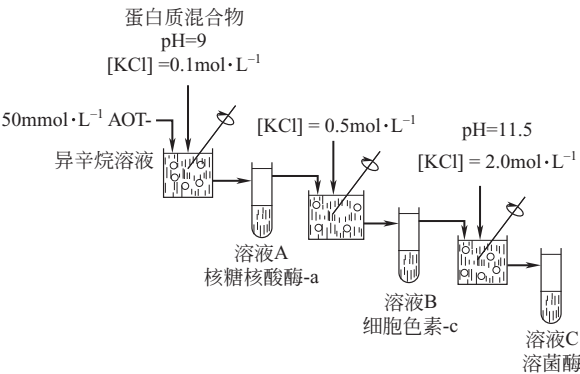 蛋白质混合物
pH=9
[KCl] =0.1mol·L⁻¹
50mmol·L⁻¹ AOT-
异辛烷溶液
[KCl] = 0.5mol·L⁻¹
pH=11.5
[KCl] = 2.0mol·L⁻¹
溶液A
核糖核酸酶-a
溶液B
细胞色素-c
溶液C
溶菌酶